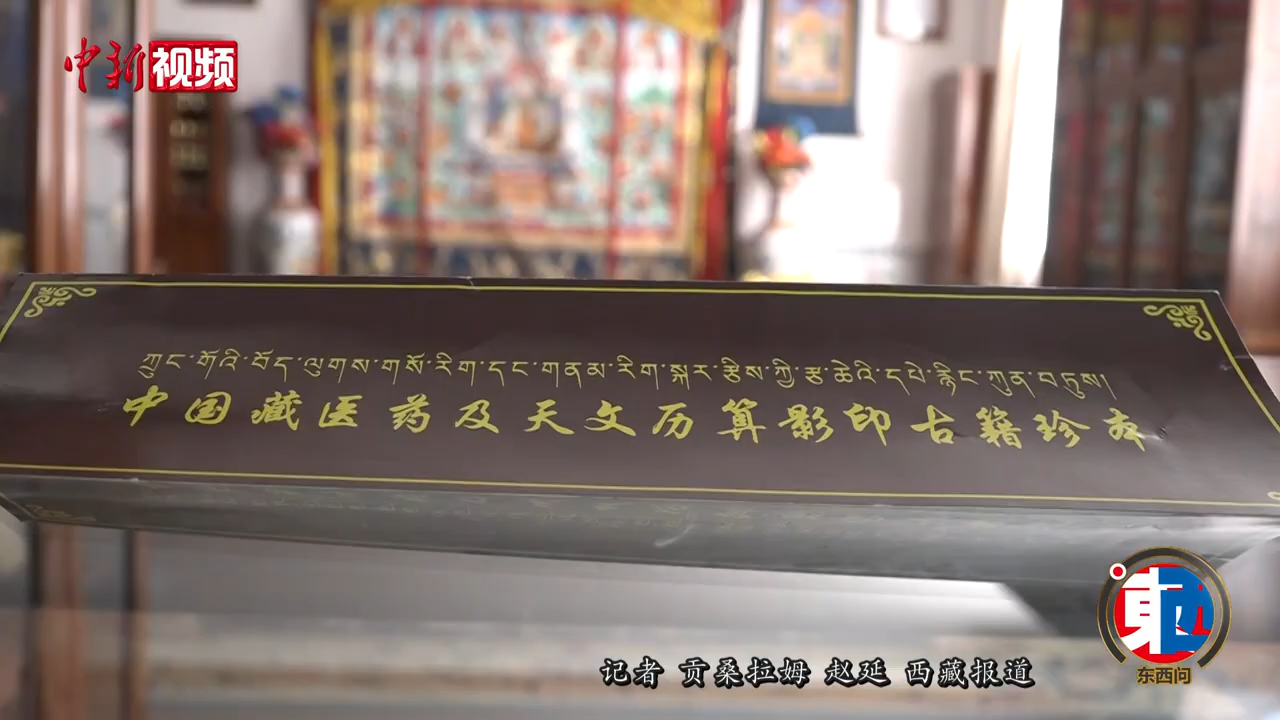 中新视频
ཀྲུང་གོའི་བོད་ལུགས་གསོ་རིག་དང་གནམ་རིག་སྐར་རྩིས་ཀྱི་རྩ་ཆེའི་དཔེ་རྙིང་ཀུན་བཏུས།
中国藏医药及天文历算影印古籍珍本
东西问
记者 贡桑拉姆 赵延 西藏报道